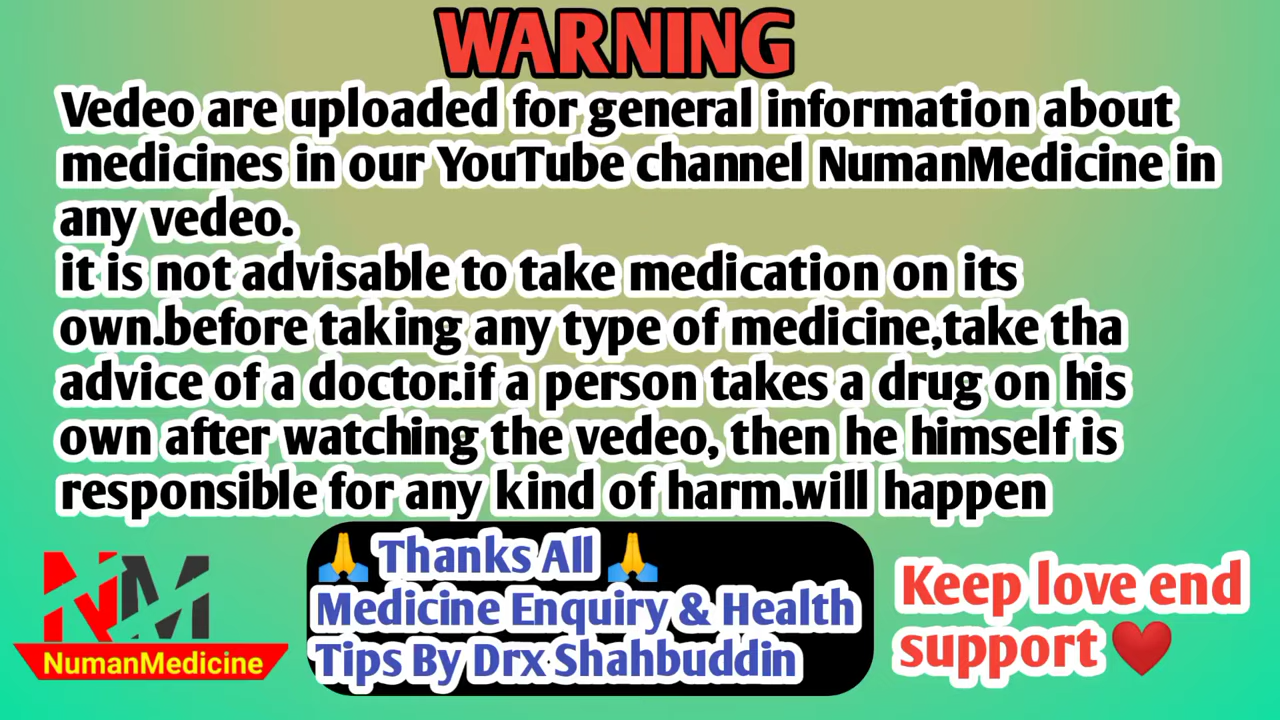 WARNING
Vedeo are uploaded for general information about
medicines in our YouTube channel NumanMedicine in
any vedeo.
it is not advisable to take medication on its
own.before taking any type of medicine,take tha
advice of a doctor.if a person takes a drug on his
own after watching the vedeo, then he himself is
responsible for any kind of harm.will happen
NM
NumanMedicine
🙏 Thanks All 🙏
Medicine Enquiry & Health
Tips By Drx Shahbuddin
Keep love end
support ❤️